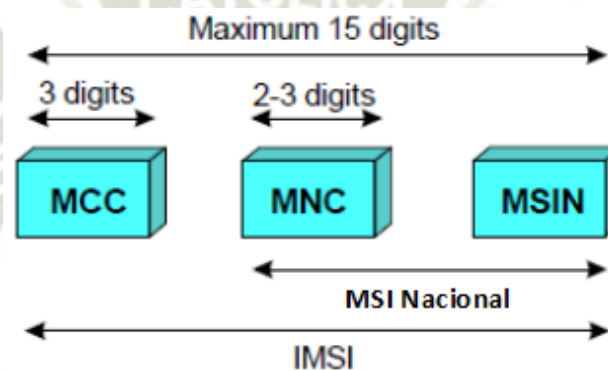 Maximum 15 digits
3 digits 2-3 digits
MCC MNC MSIN
MSI Nacional
IMSI